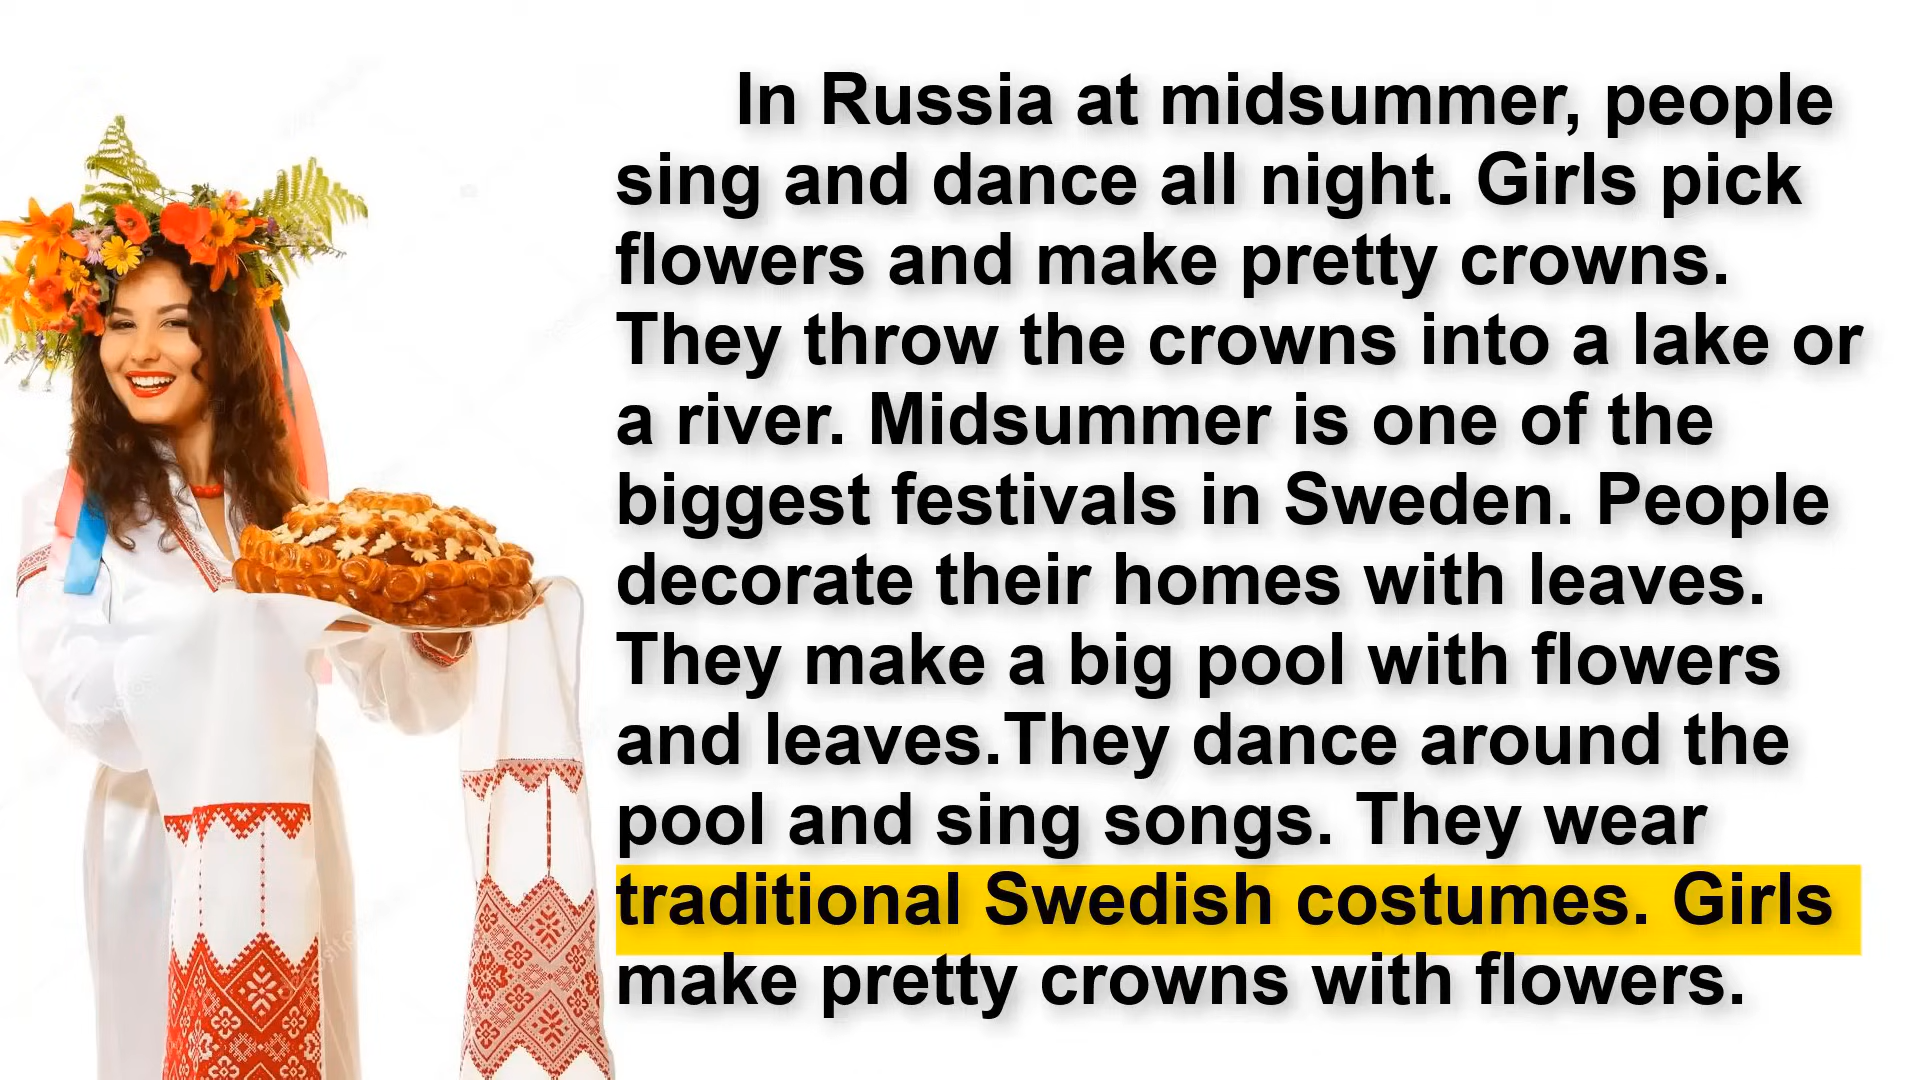 In Russia at midsummer, people
sing and dance all night. Girls pick
flowers and make pretty crowns.
They throw the crowns into a lake or
a river. Midsummer is one of the
biggest festivals in Sweden. People
decorate their homes with leaves.
They make a big pool with flowers
and leaves.They dance around the
pool and sing songs. They wear
traditional Swedish costumes. Girls
make pretty crowns with flowers.